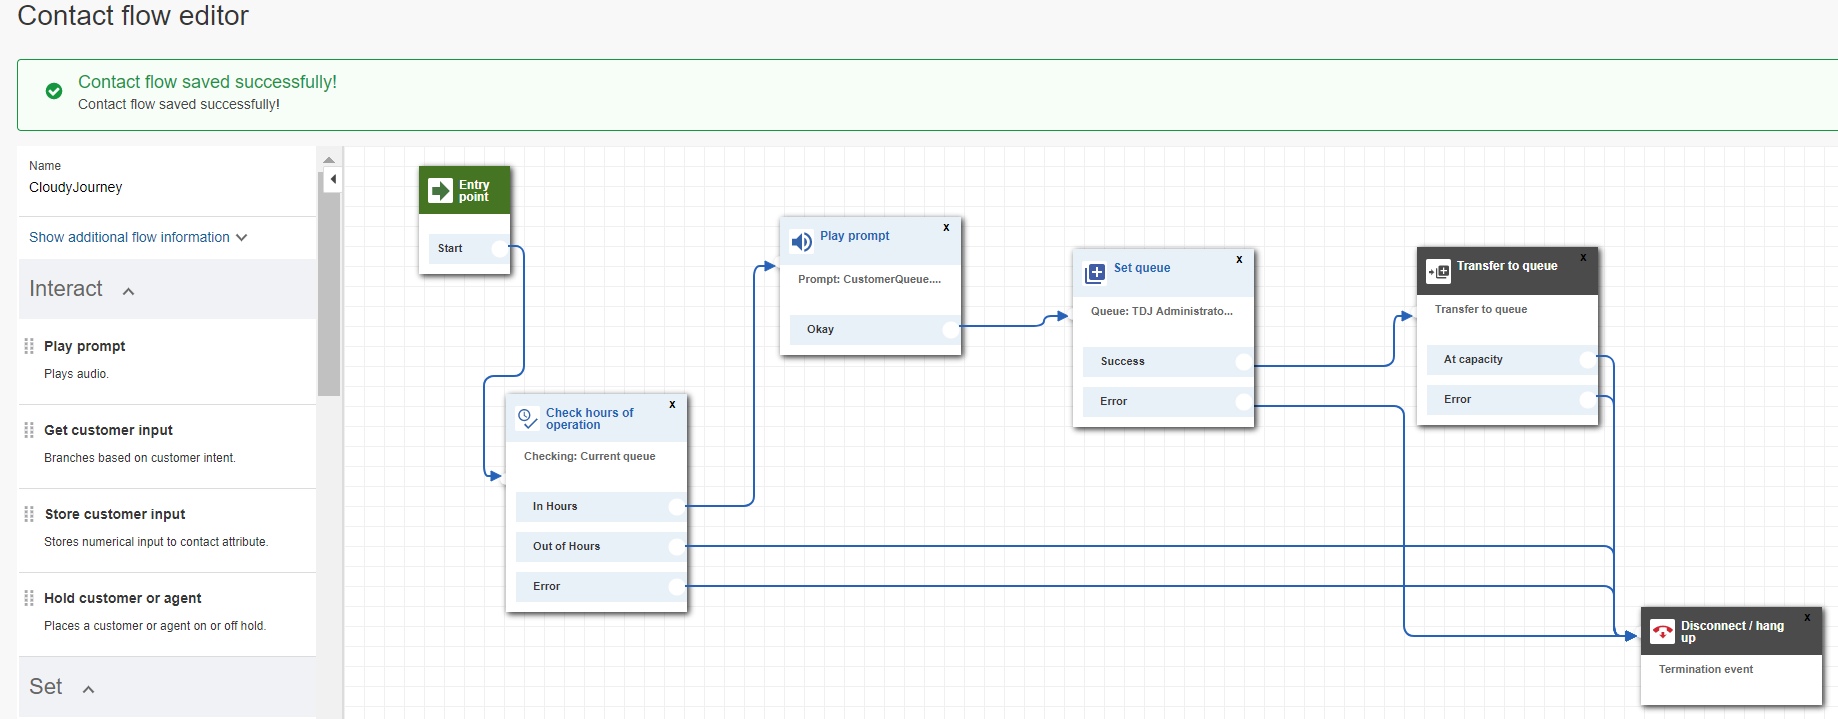 Contact flow editor
Contact flow saved successfully!
Contact flow saved successfully!
Name
CloudyJourney
Show additional flow information
Interact
Play prompt
Plays audio.
Get customer input
Branches based on customer intent.
Store customer input
Stores numerical input to contact attribute.
Hold customer or agent
Places a customer or agent on or off hold.
Set
Entry
point
Start
Check hours of
operation
x
Checking: Current queue
In Hours
Out of Hours
Error
Play prompt
x
Prompt: CustomerQueue....
Okay
Set queue
x
Queue: TDJ Administrato...
Success
Error
Transfer to queue
x
Transfer to queue
At capacity
Error
Disconnect / hang
up
x
Termination event